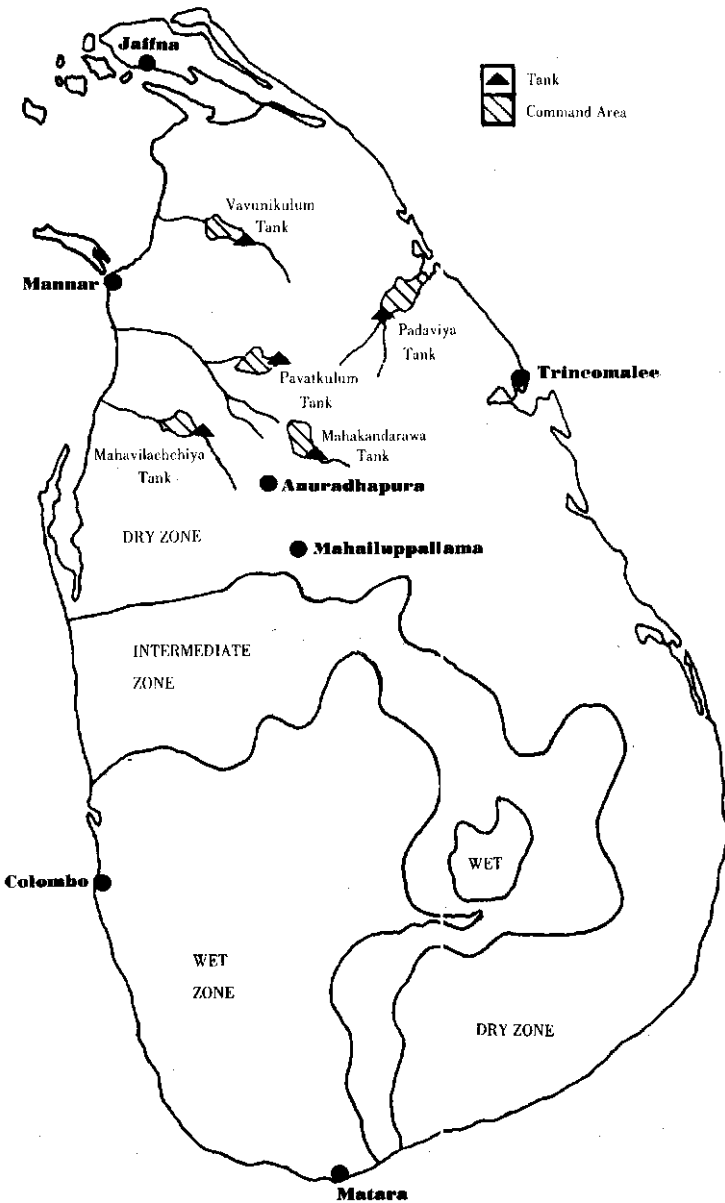 Jaffna
Tank
Command Area
Vavunikulum
Tank
Mannar
Padaviya
Tank
Pavatkulum
Tank
Trincomalee
Mahavilachchiya
Tank
Mahakandarawa
Tank
Anuradhapura
DRY ZONE
Mahailuppallama
INTERMEDIATE
ZONE
WET
Colombo
WET
ZONE
DRY ZONE
Matara